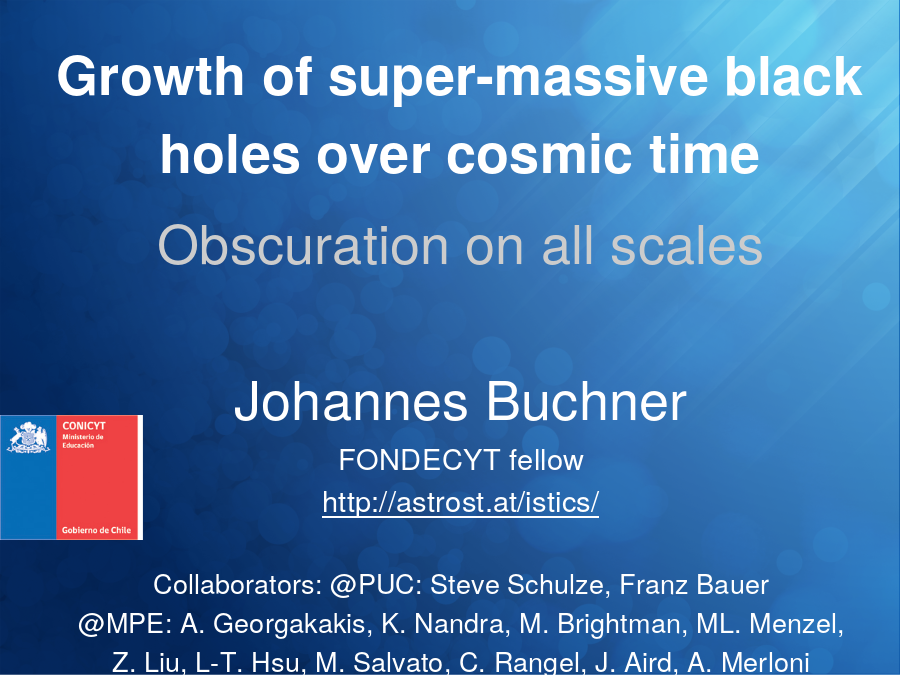 Growth of super-massive black
holes over cosmic time
Obscuration on all scales
Johannes Buchner
FONDECYT fellow
http://astrost.at/istics/
CONICYT
Ministerio de
Educación
Gobierno de Chile
Collaborators: @PUC: Steve Schulze, Franz Bauer
@MPE: A. Georgakakis, K. Nandra, M. Brightman, ML. Menzel,
Z. Liu, L-T. Hsu, M. Salvato, C. Rangel, J. Aird, A. Merloni